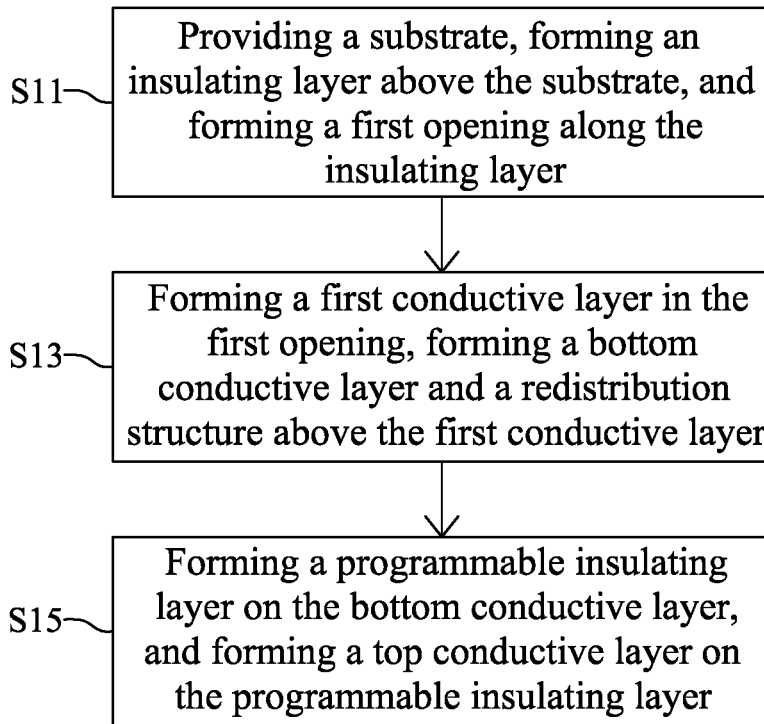 S11
Providing a substrate, forming an
insulating layer above the substrate, and
forming a first opening along the
insulating layer
S13
Forming a first conductive layer in the
first opening, forming a bottom
conductive layer and a redistribution
structure above the first conductive layer
S15
Forming a programmable insulating
layer on the bottom conductive layer,
and forming a top conductive layer on
the programmable insulating layer